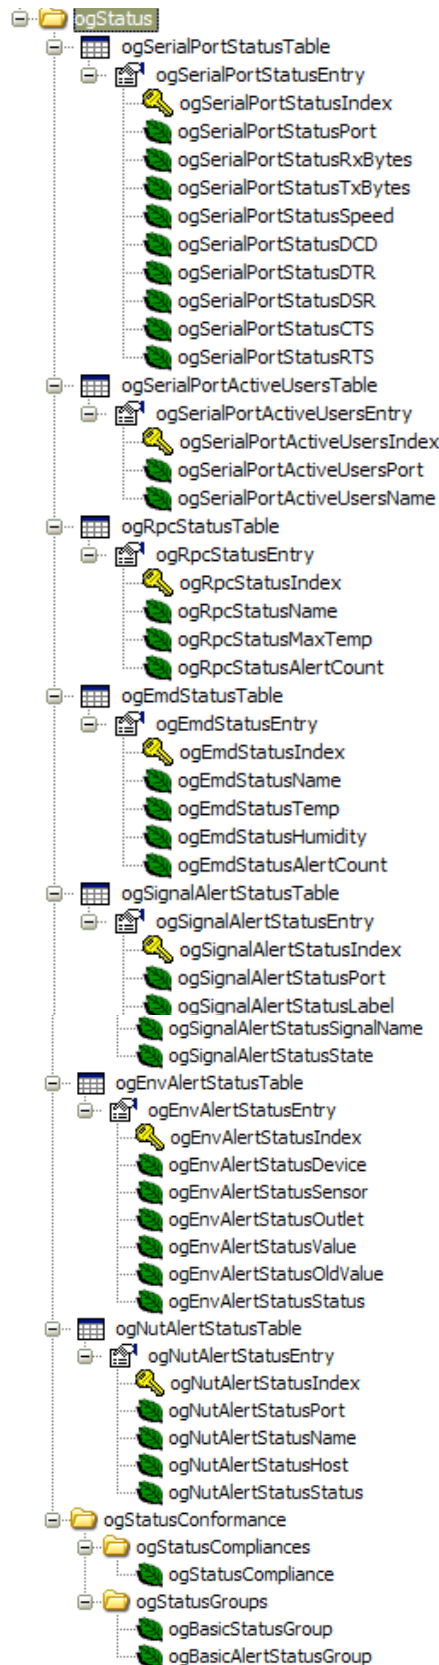 ogStatus
ogSerialPortStatusTable
ogSerialPortStatusEntry
ogSerialPortStatusIndex
ogSerialPortStatusPort
ogSerialPortStatusRxBytes
ogSerialPortStatusTxBytes
ogSerialPortStatusSpeed
ogSerialPortStatusDCD
ogSerialPortStatusDTR
ogSerialPortStatusDSR
ogSerialPortStatusCTS
ogSerialPortStatusRTS
ogSerialPortActiveUsersTable
ogSerialPortActiveUsersEntry
ogSerialPortActiveUsersIndex
ogSerialPortActiveUsersPort
ogSerialPortActiveUsersName
ogRpcStatusTable
ogRpcStatusEntry
ogRpcStatusIndex
ogRpcStatusName
ogRpcStatusMaxTemp
ogRpcStatusAlertCount
ogEmdStatusTable
ogEmdStatusEntry
ogEmdStatusIndex
ogEmdStatusName
ogEmdStatusTemp
ogEmdStatusHumidity
ogEmdStatusAlertCount
ogSignalAlertStatusTable
ogSignalAlertStatusEntry
ogSignalAlertStatusIndex
ogSignalAlertStatusPort
ogSignalAlertStatusLabel
ogSignalAlertStatusSignalName
ogSignalAlertStatusState
ogEnvAlertStatusTable
ogEnvAlertStatusEntry
ogEnvAlertStatusIndex
ogEnvAlertStatusDevice
ogEnvAlertStatusSensor
ogEnvAlertStatusOutlet
ogEnvAlertStatusValue
ogEnvAlertStatusOldValue
ogEnvAlertStatusStatus
ogNutAlertStatusTable
ogNutAlertStatusEntry
ogNutAlertStatusIndex
ogNutAlertStatusPort
ogNutAlertStatusName
ogNutAlertStatusHost
ogNutAlertStatusStatus
ogStatusConformance
ogStatusCompliances
ogStatusCompliance
ogStatusGroups
ogBasicStatusGroup
ogBasicAlertStatusGroup